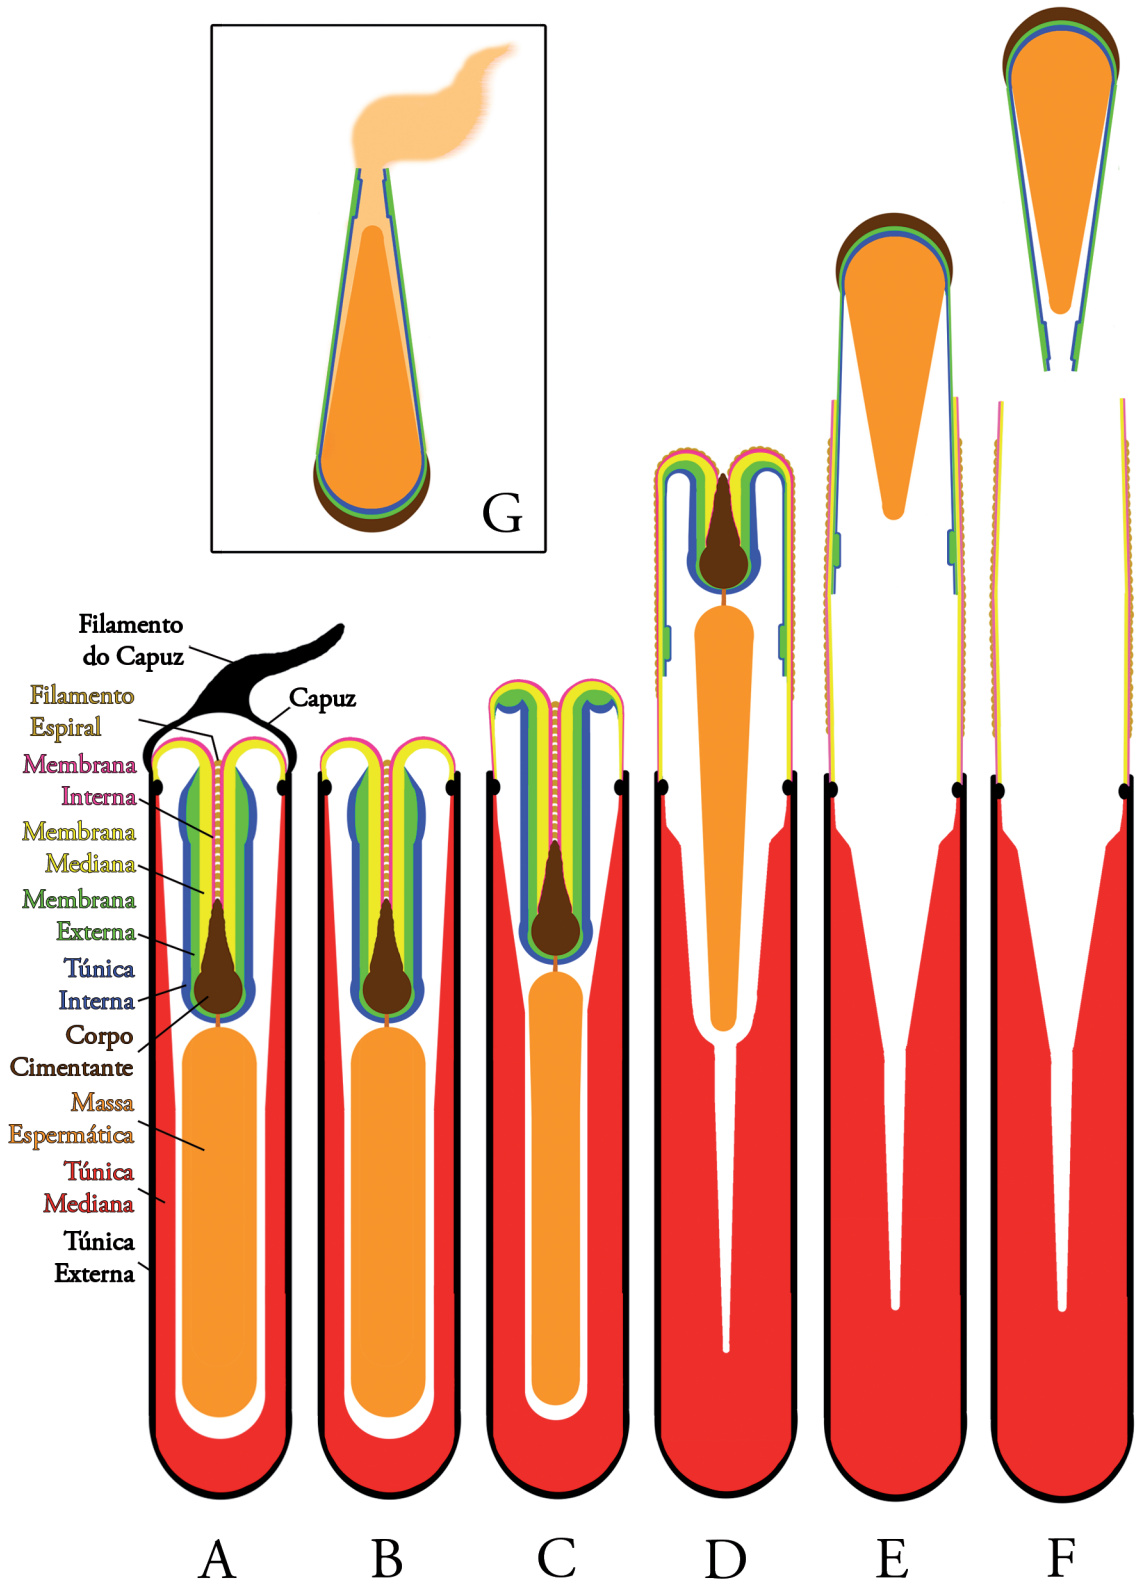 G
Filamento
do Capuz
Capuz
Filamento
Espiral
Membrana
Interna
Membrana
Mediana
Membrana
Externa
Túnica
Interna
Corpo
Cimentante
Massa
Espermática
Túnica
Mediana
Túnica
Externa
A B C D E F